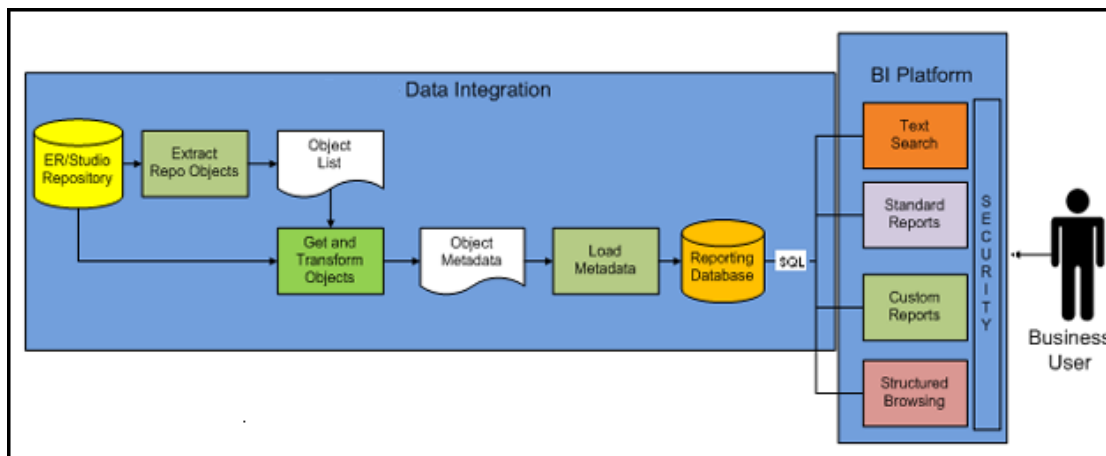 Data Integration
ER/Studio
Repository
Extract
Repo Objects
Object
List
Get and
Transform
Objects
Object
Metadata
Load
Metadata
Reporting
Database
SQL
BI Platform
Text
Search
Standard
Reports
Custom
Reports
Structured
Browsing
SECURITY
Business
User